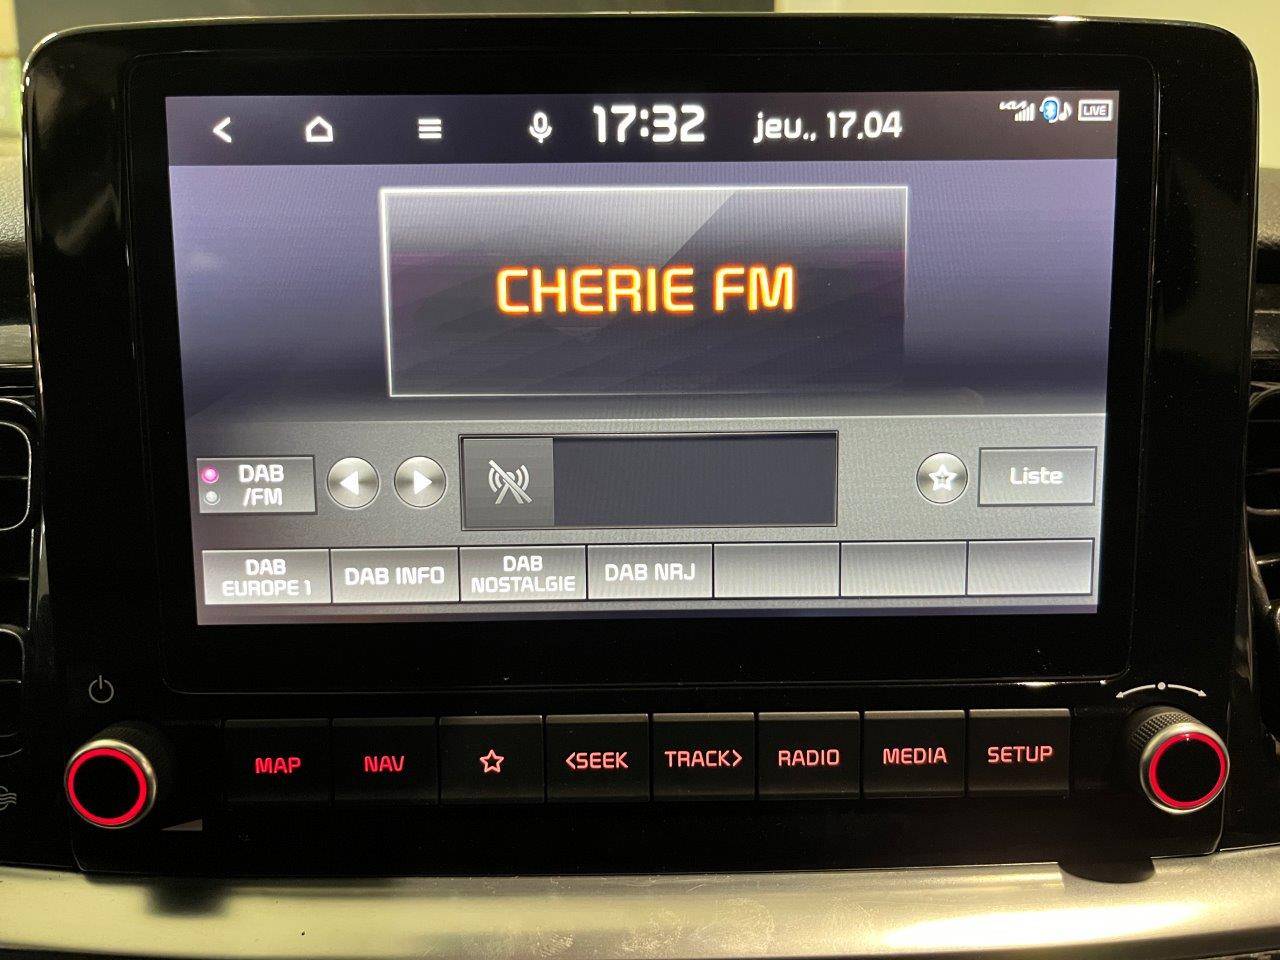 17:32 jeu., 17.04 KIA LIVE
CHERIE FM
DAB
/FM
Liste
DAB
EUROPE 1
DAB INFO
DAB
NOSTALGIE
DAB NRJ
MAP
NAV
<SEEK
TRACK>
RADIO
MEDIA
SETUP